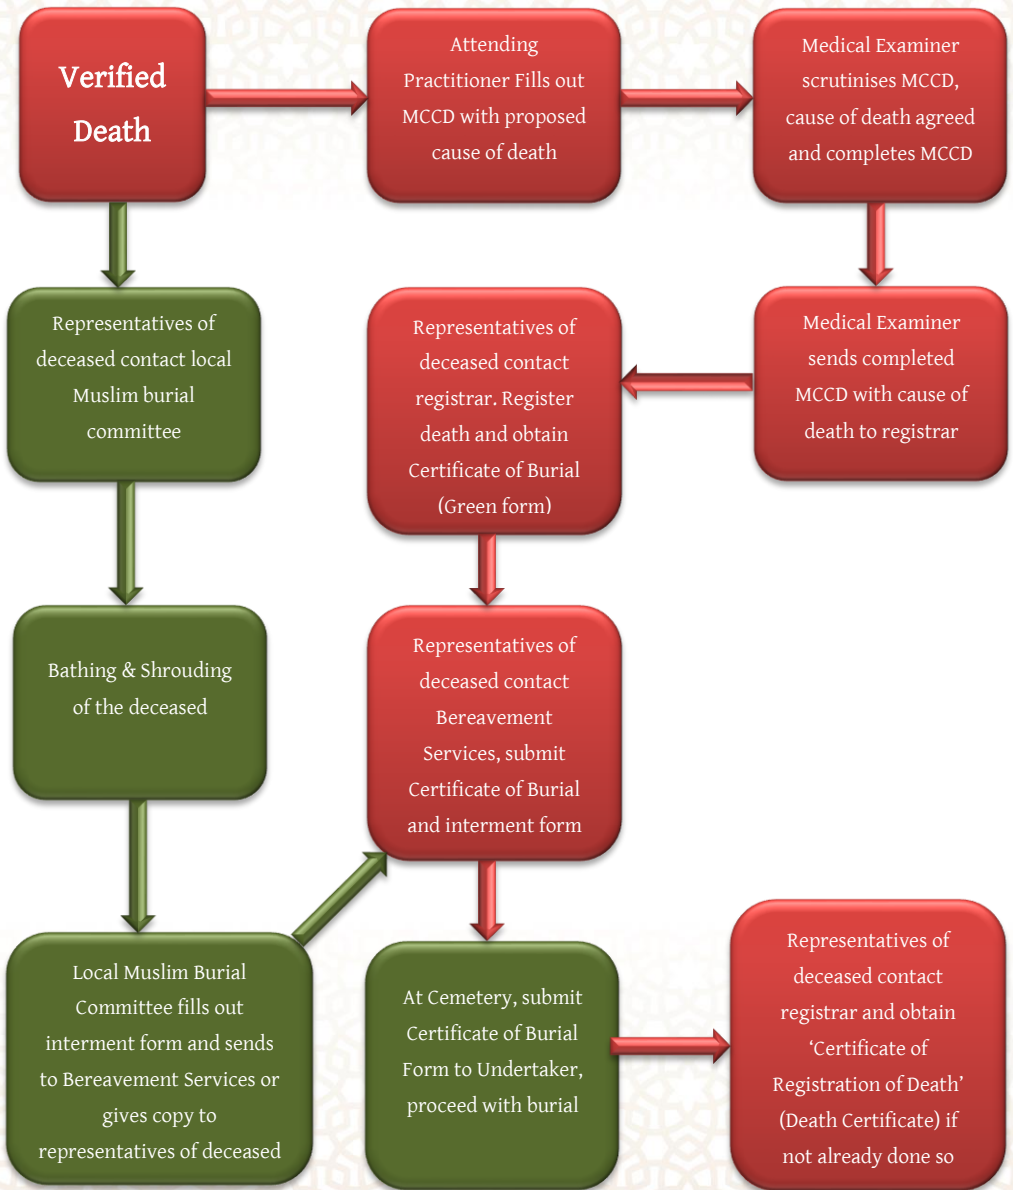 Verified
Death
Attending
Practitioner Fills out
MCCD with proposed
cause of death
Medical Examiner
scrutinises MCCD,
cause of death agreed
and completes MCCD
Representatives of
deceased contact local
Muslim burial
committee
Representatives of
deceased contact
registrar. Register
death and obtain
Certificate of Burial
(Green form)
Medical Examiner
sends completed
MCCD with cause of
death to registrar
Bathing & Shrouding
of the deceased
Representatives of
deceased contact
Bereavement
Services, submit
Certificate of Burial
and interment form
Local Muslim Burial
Committee fills out
interment form and sends
to Bereavement Services or
gives copy to
representatives of deceased
At Cemetery, submit
Certificate of Burial
Form to Undertaker,
proceed with burial
Representatives of
deceased contact
registrar and obtain
‘Certificate of
Registration of Death’
(Death Certificate) if
not already done so